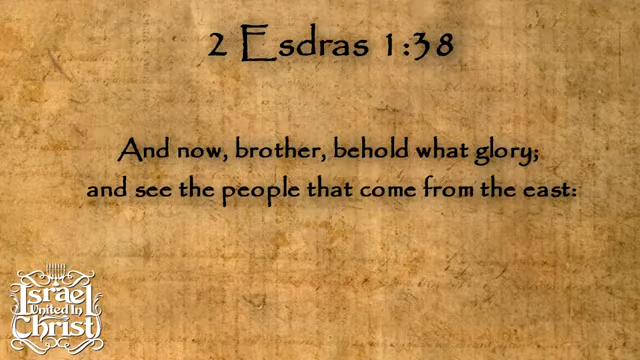 2 Esdras 1:38
And now, brother, behold what glory;
and see the people that come from the east:
Israel
United In
Christ